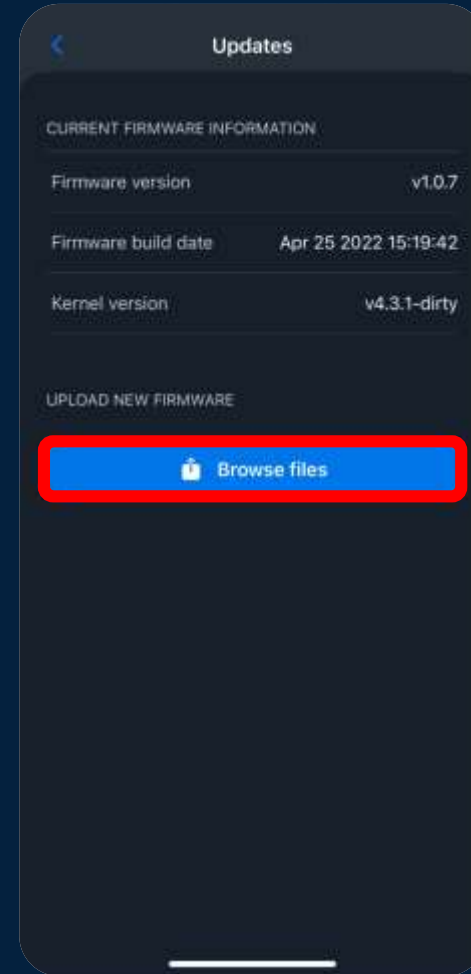 Updates
CURRENT FIRMWARE INFORMATION
Firmware version v1.0.7
Firmware build date Apr 25 2022 15:19:42
Kernel version v4.3.1-dirty
UPLOAD NEW FIRMWARE
Browse files